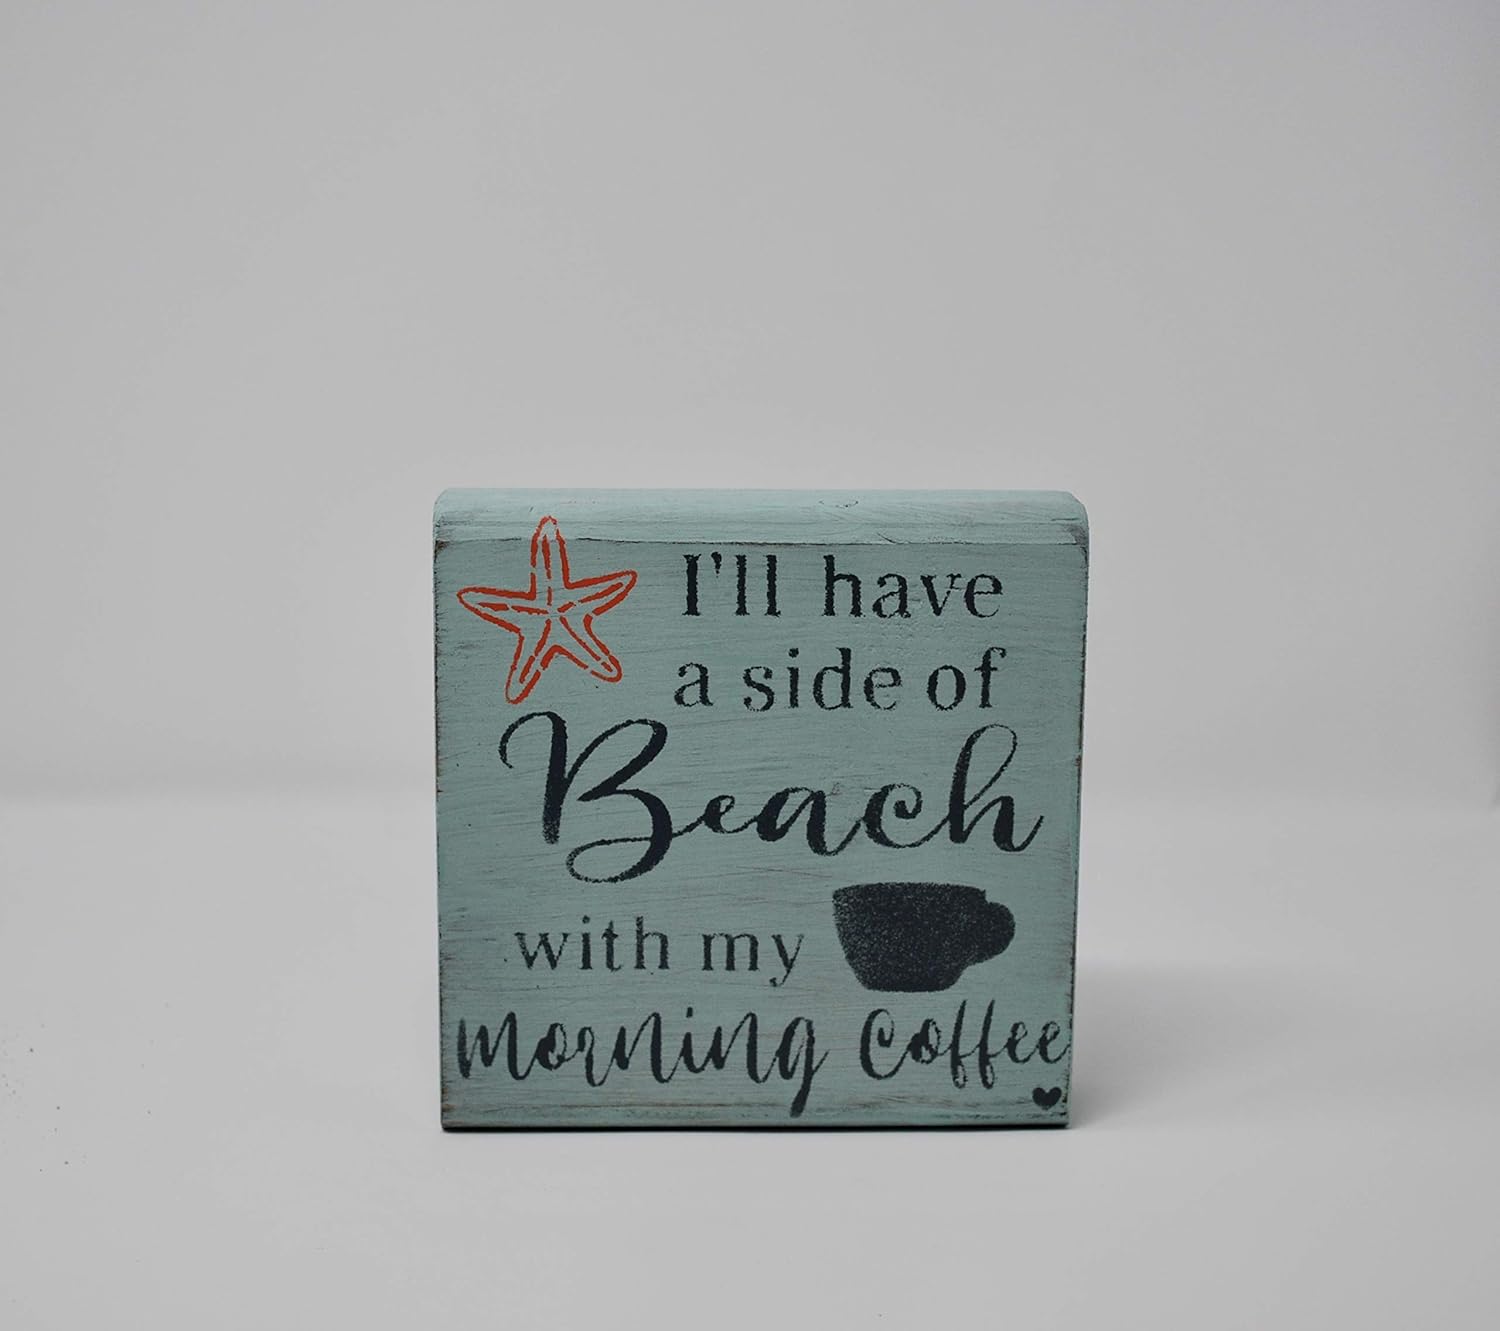 I'll have
a side of
Beach
with my
morning coffee